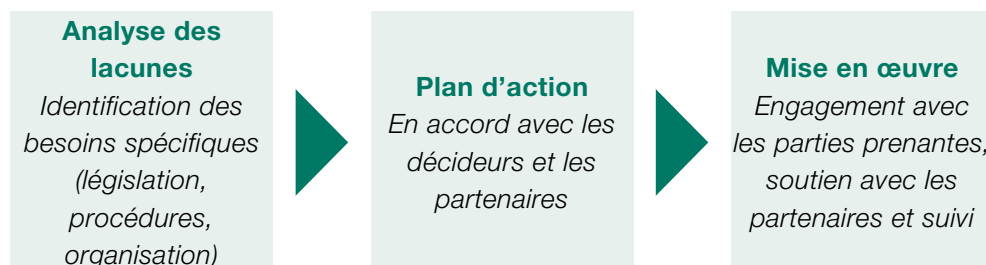 Analyse des
lacunes
Identification des
besoins spécifiques
(législation,
procédures,
organisation)
Plan d’action
En accord avec les
décideurs et les
partenaires
Mise en œuvre
Engagement avec
les parties prenantes,
soutien avec les
partenaires et suivi